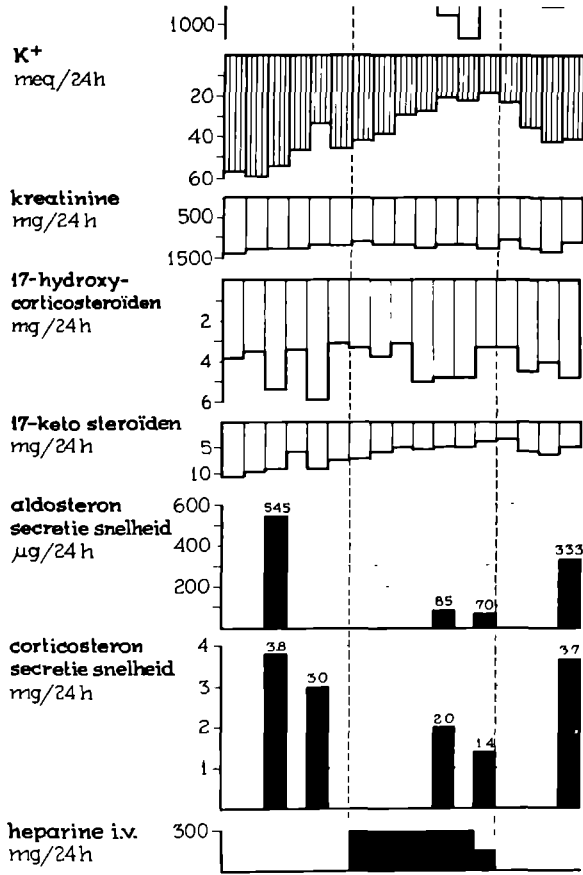 1000
K+
meq/24h
20
40
60
kreatinine
mg/24h
500
1500
17-hydroxy-
corticosteroïden
mg/24h
2
4
6
17-keto steroïden
mg/24h
5
10
aldosteron
secretie snelheid
µg/24h
600
400
200
545
85
70
333
corticosteron
secretie snelheid
mg/24h
4
3
2
1
3.8
3.0
2.0
1.4
3.7
heparine i.v.
mg/24h
300